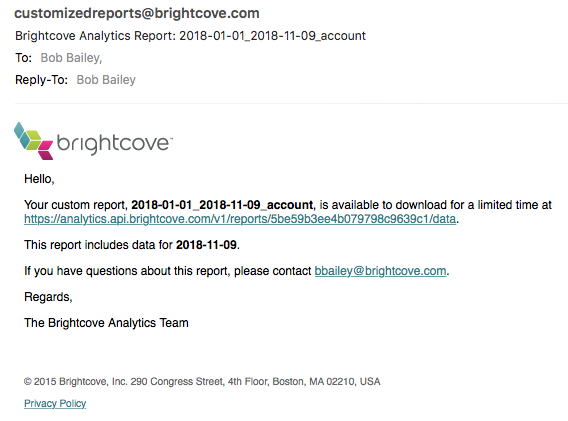 customizedreports@brightcove.com
Brightcove Analytics Report: 2018-01-01_2018-11-09_account
To: Bob Bailey,
Reply-To: Bob Bailey
brightcove™
Hello,
Your custom report, 2018-01-01_2018-11-09_account, is available to download for a limited time at
https://analytics.api.brightcove.com/v1/reports/5be59b3ee4b079798c9639c1/data.
This report includes data for 2018-11-09.
If you have questions about this report, please contact bbailey@brightcove.com.
Regards,
The Brightcove Analytics Team
© 2015 Brightcove, Inc. 290 Congress Street, 4th Floor, Boston, MA 02210, USA
Privacy Policy